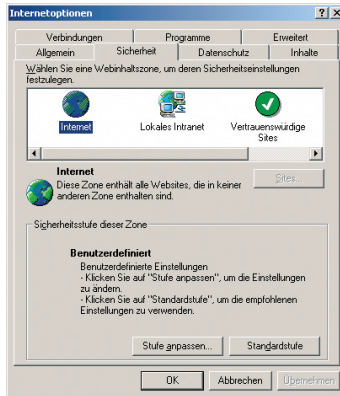 Internetoptionen
Verbindungen Programme Erweitert
Allgemein Sicherheit Datenschutz Inhalte
Wählen Sie eine Webinhaltszone, um deren Sicherheitseinstellungen
festzulegen.
Internet Lokales Intranet Vertrauenswürdige
Sites
Internet
Diese Zone enthält alle Websites, die in keiner
anderen Zone enthalten sind.
Sites...
Sicherheitsstufe dieser Zone
Benutzerdefiniert
Benutzerdefinierte Einstellungen
- Klicken Sie auf "Stufe anpassen", um die Einstellungen
zu ändern.
- Klicken Sie auf "Standardstufe", um die empfohlenen
Einstellungen zu verwenden.
Stufe anpassen... Standardstufe
OK Abbrechen Übernehmen